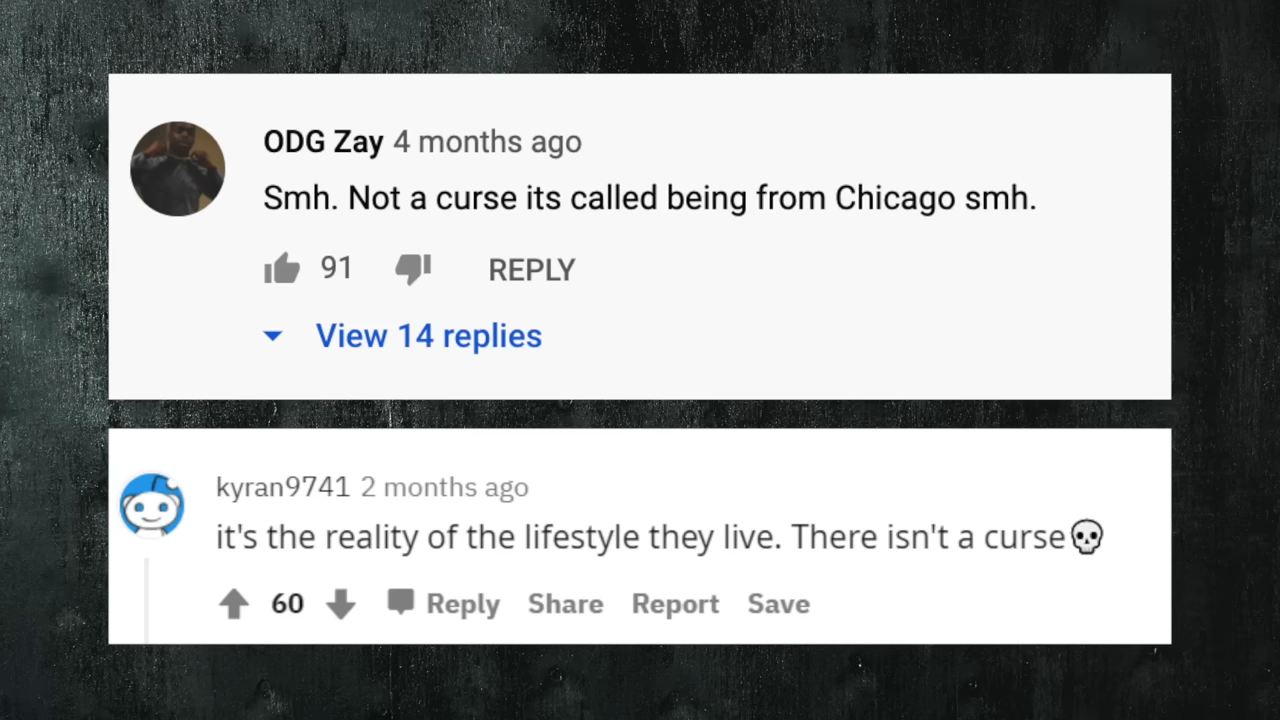 ODG Zay 4 months ago
Smh. Not a curse its called being from Chicago smh.
91 REPLY
View 14 replies
kyran9741 2 months ago
it's the reality of the lifestyle they live. There isn't a curse💀
60 Reply Share Report Save